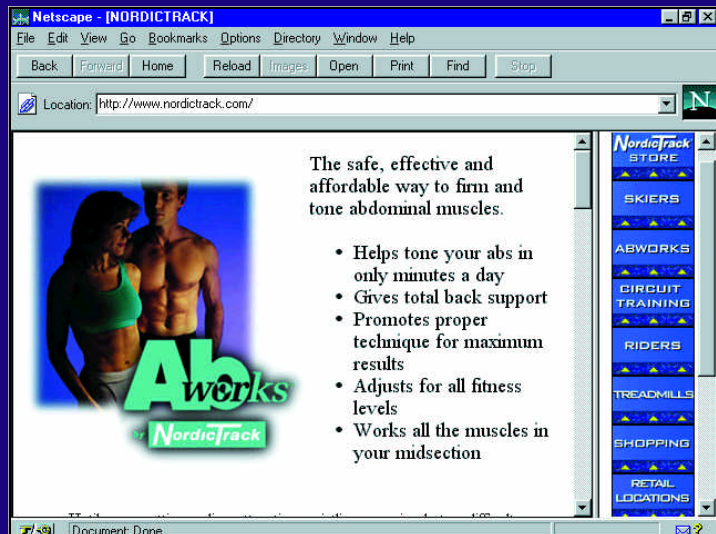 Netscape - [NORDICTRACK]
File Edit View Go Bookmarks Options Directory Window Help
Back Forward Home Reload Images Open Print Find Stop
Location: http://www.nordictrack.com/
N
The safe, effective and
affordable way to firm and
tone abdominal muscles.
• Helps tone your abs in
only minutes a day
• Gives total back support
• Promotes proper
technique for maximum
results
• Adjusts for all fitness
levels
• Works all the muscles in
your midsection
Abworks
BY NordicTrack
NordicTrack
STORE
SKIERS
ABWORKS
CIRCUIT
TRAINING
RIDERS
TREADMILLS
SHOPPING
RETAIL
LOCATIONS
Document: Done